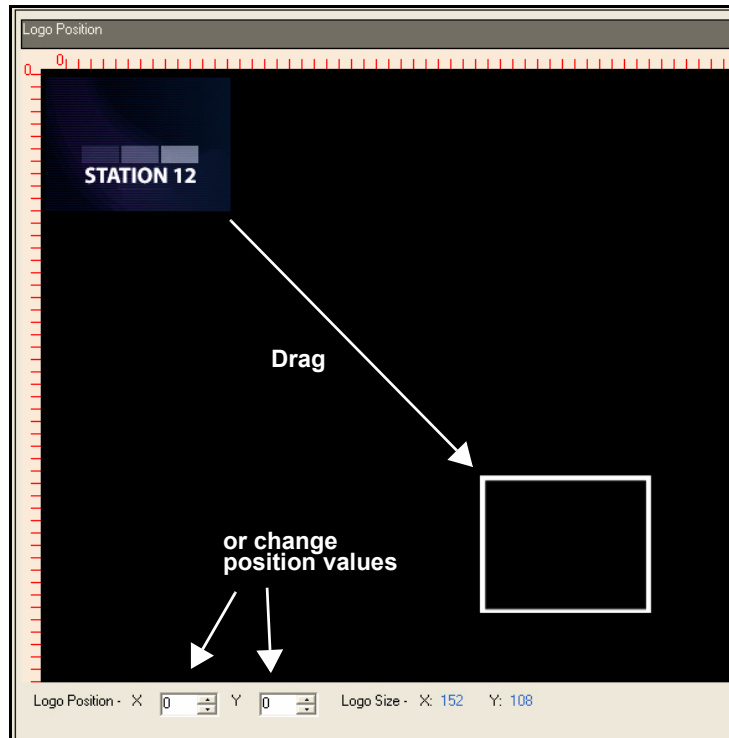 Logo Position
0
0
STATION 12
Drag
or change
position values
Logo Position - X 0 Y 0 Logo Size - X: 152 Y: 108